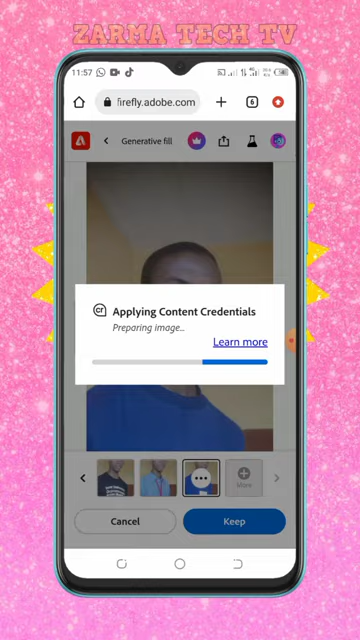 ZARMA TECH TV
11:57
firefly.adobe.com
6
Generative fill
cr
Applying Content Credentials
Preparing image...
Learn more
More
Cancel
Keep